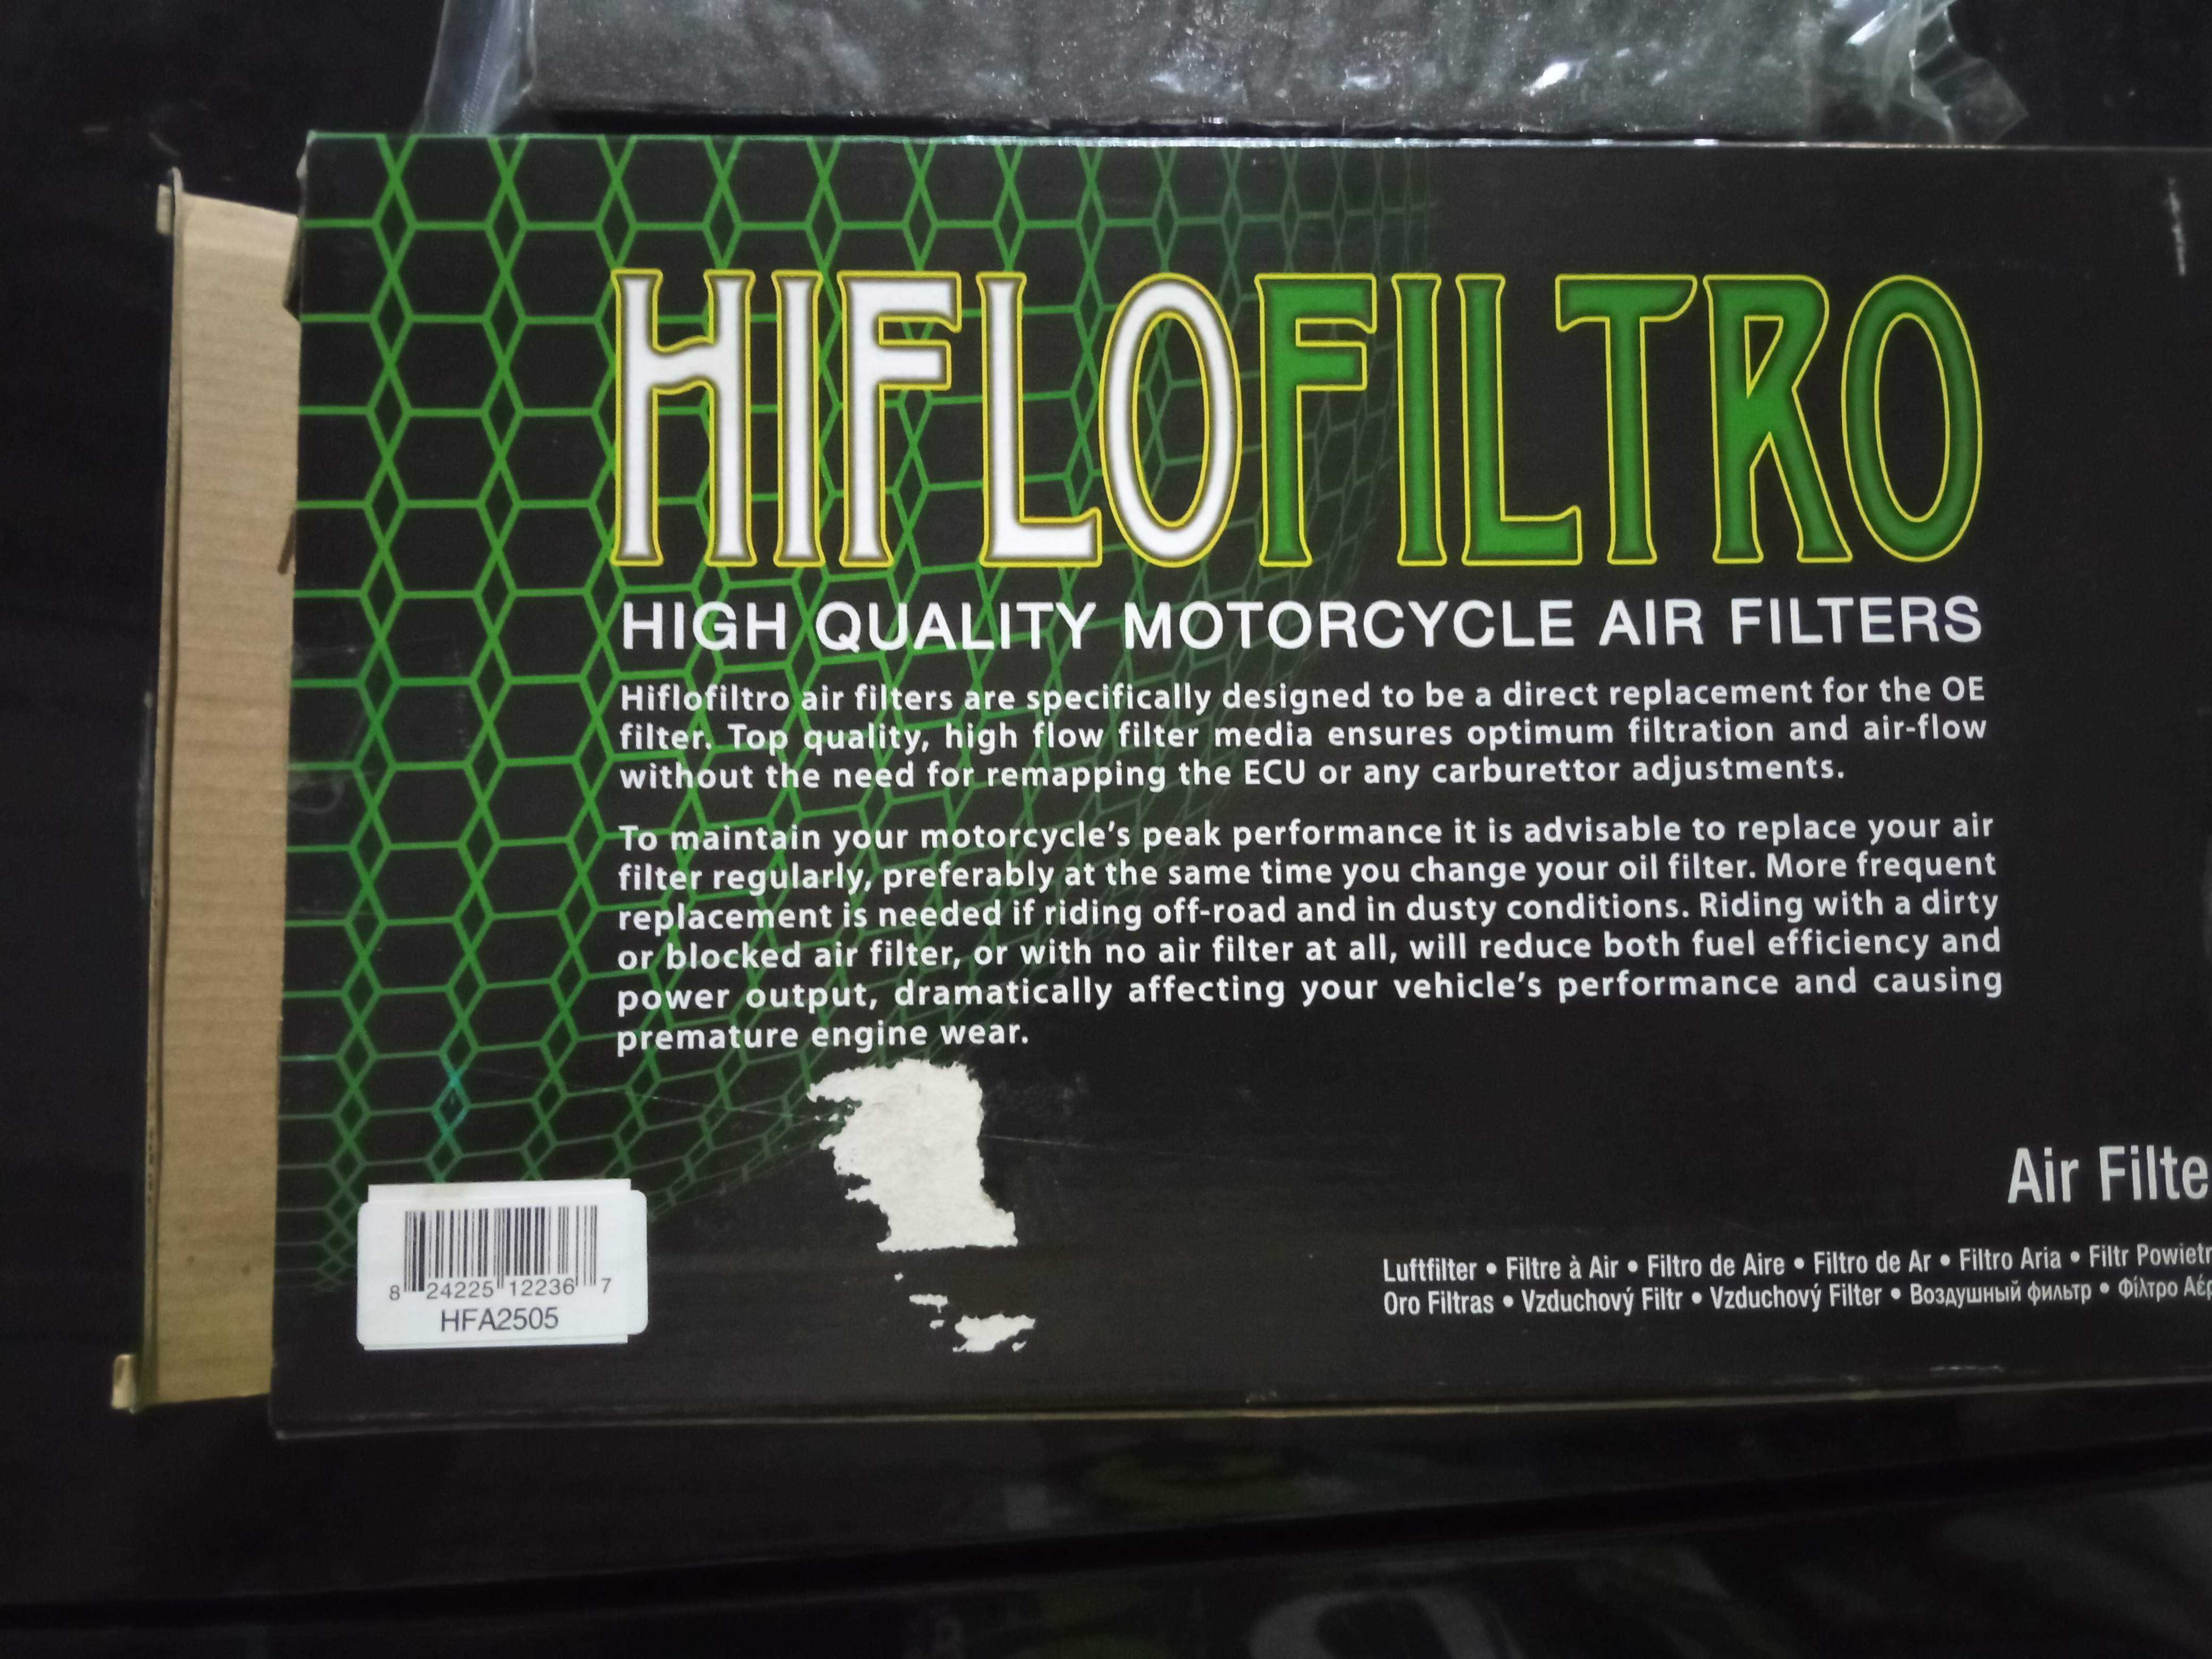 HIFLOFILTRO
HIGH QUALITY MOTORCYCLE AIR FILTERS
Hiflofiltro air filters are specifically designed to be a direct replacement for the OE
filter. Top quality, high flow filter media ensures optimum filtration and air-flow
without the need for remapping the ECU or any carburettor adjustments.
To maintain your motorcycle's peak performance it is advisable to replace your air
filter regularly, preferably at the same time you change your oil filter. More frequent
replacement is needed if riding off-road and in dusty conditions. Riding with a dirty
or blocked air filter, or with no air filter at all, will reduce both fuel efficiency and
power output, dramatically affecting your vehicle's performance and causing
premature engine wear.
Air Filte
Luftfilter • Filtre à Air • Filtro de Aire • Filtro de Ar • Filtro Aria • Filtr Powietr
Oro Filtras • Vzduchový Filtr • Vzduchový Filter • Воздушный фильтр • Φίλτρο Αέρ
8 24225 12236 7
HFA2505